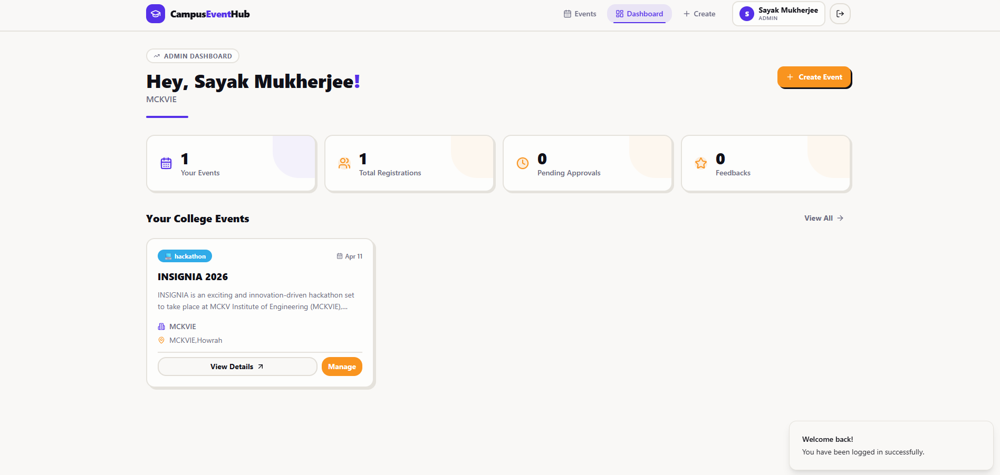 CampusEventHub
Events
Dashboard
Create
S
Sayak Mukherjee
ADMIN
ADMIN DASHBOARD
Hey, Sayak Mukherjee!
MCKVIE
Create Event
1
Your Events
1
Total Registrations
0
Pending Approvals
0
Feedbacks
Your College Events
View All
hackathon
Apr 11
INSIGNIA 2026
INSIGNIA is an exciting and innovation-driven hackathon set
to take place at MCKV Institute of Engineering (MCKVIE),...
MCKVIE
MCKVIE,Howrah
View Details
Manage
Welcome back!
You have been logged in successfully.